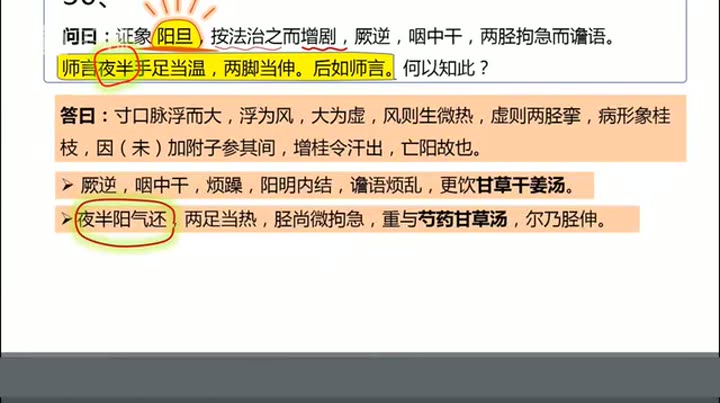 30、
问曰：证象阳旦，按法治之而增剧，厥逆，咽中干，两胫拘急而谵语。
师言夜半手足当温，两脚当伸。后如师言。何以知此？
答曰：寸口脉浮而大，浮为风，大为虚，风则生微热，虚则两胫挛，病形象桂
枝，因（未）加附子参其间，增桂令汗出，亡阳故也。
➢ 厥逆，咽中干，烦躁，阳明内结，谵语烦乱，更饮甘草干姜汤。
➢ 夜半阳气还，两足当热，胫尚微拘急，重与芍药甘草汤，尔乃胫伸。